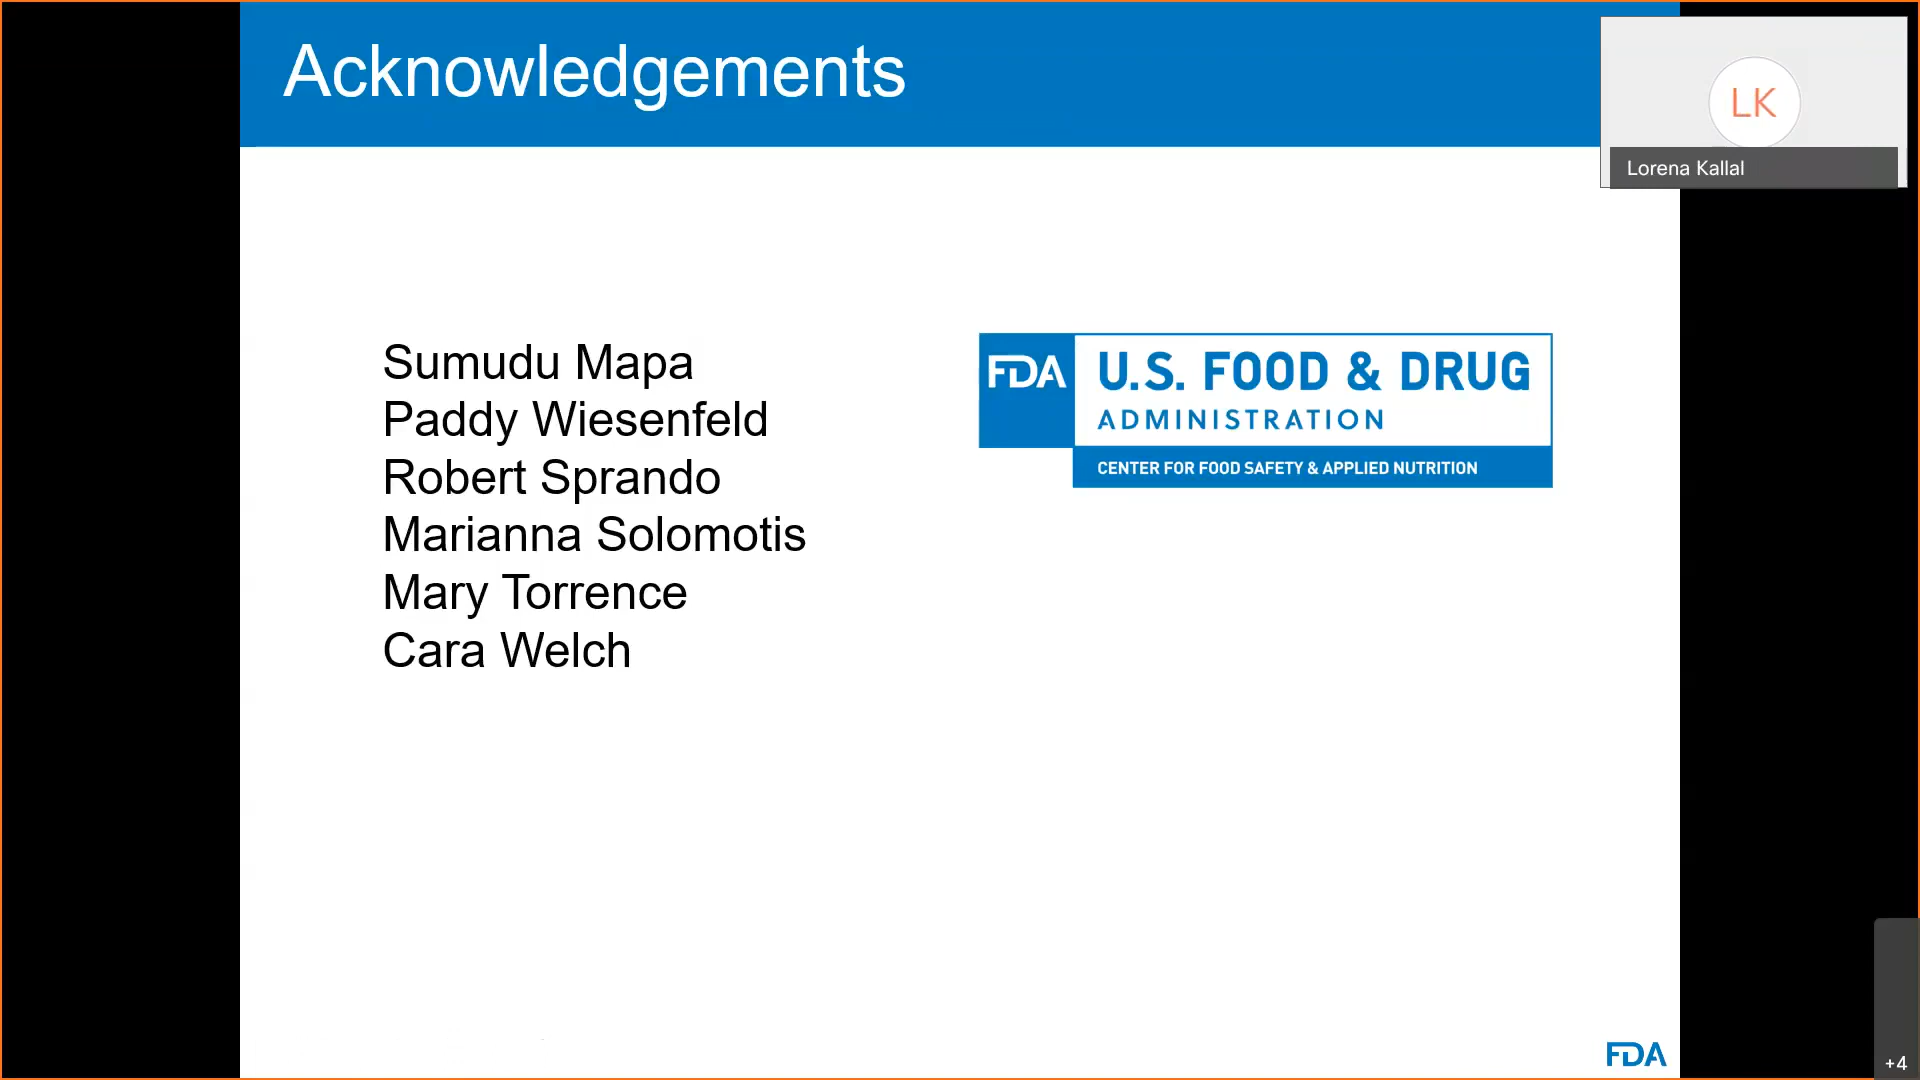 Acknowledgements
LK
Lorena Kallal
Sumudu Mapa
Paddy Wiesenfeld
Robert Sprando
Marianna Solomotis
Mary Torrence
Cara Welch
FDA
U.S. FOOD & DRUG
ADMINISTRATION
CENTER FOR FOOD SAFETY & APPLIED NUTRITION
FDA
+4